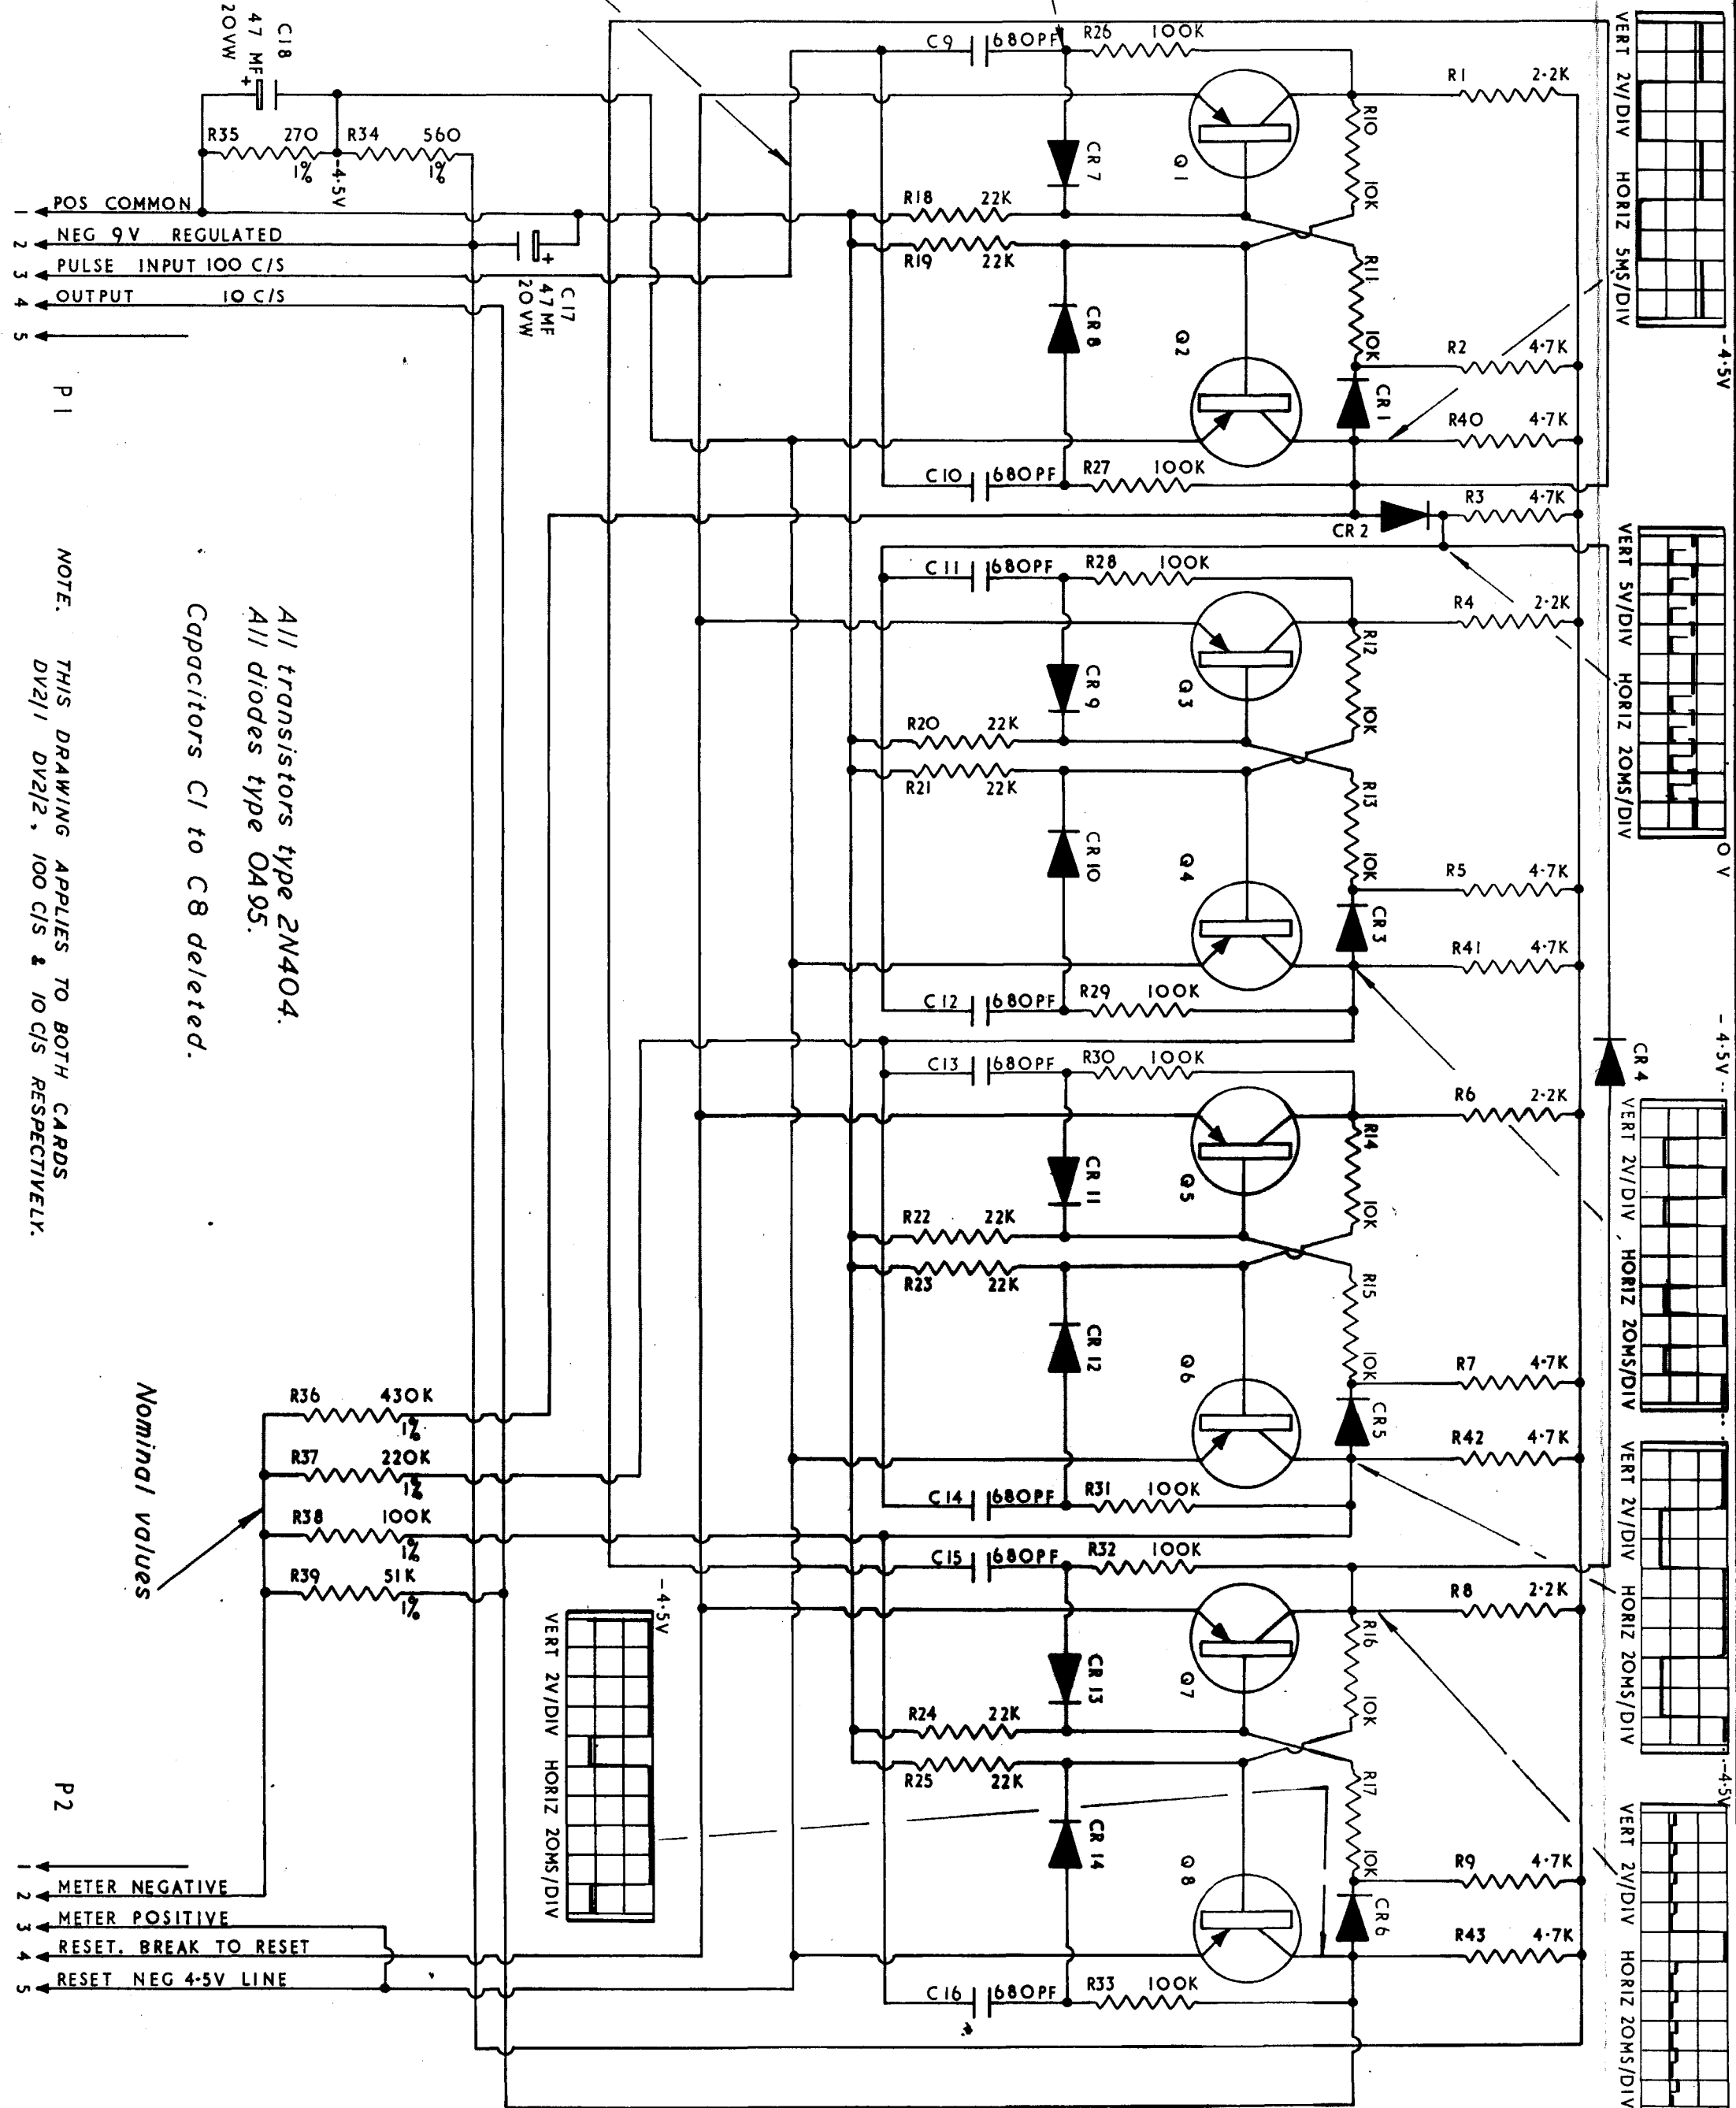 VERT 2V/DIV HORIZ 5MS/DIV
-4·5V
VERT 5V/DIV HORIZ 20MS/DIV
0 V
-4·5V
VERT 2V/DIV HORIZ 20MS/DIV
VERT 2V/DIV HORIZ 20MS/DIV
-4·5V
VERT 2V/DIV HORIZ 20MS/DIV
C18
47 MF
20VW
+
R35 270
1%
R34 560
1%
-4·5V
1 POS COMMON
2 NEG 9V REGULATED
3 PULSE INPUT 100 C/S
4 OUTPUT 10 C/S
5
P1
C17
47MF
20VW
+
C9 680PF R26 100K
R1 2·2K
R10 10K
CR7
Q1
R18 22K
R19 22K
R11 10K
CR8
Q2
R2 4·7K
CR1
R40 4·7K
C10 680PF R27 100K
R3 4·7K
CR2
C11 680PF R28 100K
R4 2·2K
R12 10K
CR9
Q3
R20 22K
R21 22K
R13 10K
CR10
Q4
R5 4·7K
CR3
R41 4·7K
C12 680PF R29 100K
CR4
C13 680PF R30 100K
R6 2·2K
R14 10K
CR11
Q5
R22 22K
R23 22K
R15 10K
CR12
Q6
R7 4·7K
CR5
R42 4·7K
C14 680PF R31 100K
C15 680PF R32 100K
R8 2·2K
R16 10K
CR13
Q7
R24 22K
R25 22K
R17 10K
CR14
Q8
R9 4·7K
CR6
R43 4·7K
C16 680PF R33 100K
R36 430K
1%
R37 220K
1%
R38 100K
1%
R39 51K
1%
Nominal values
-4·5V
VERT 2V/DIV HORIZ 20MS/DIV
P2
1
2 METER NEGATIVE
3 METER POSITIVE
4 RESET. BREAK TO RESET
5 RESET NEG 4·5V LINE
All transistors type 2N404.
All diodes type OA95.
Capacitors C1 to C8 deleted.
NOTE. THIS DRAWING APPLIES TO BOTH CARDS
DV2/1 DV2/2, 100 C/S & 10 C/S RESPECTIVELY.